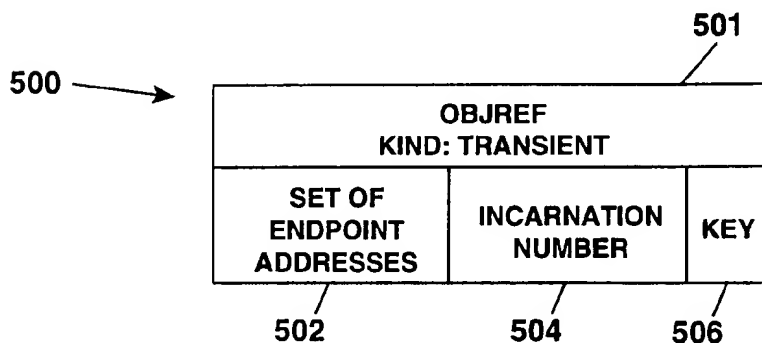 501
500
OBJREF
KIND: TRANSIENT
SET OF
ENDPOINT
ADDRESSES
INCARNATION
NUMBER
KEY
502
504
506